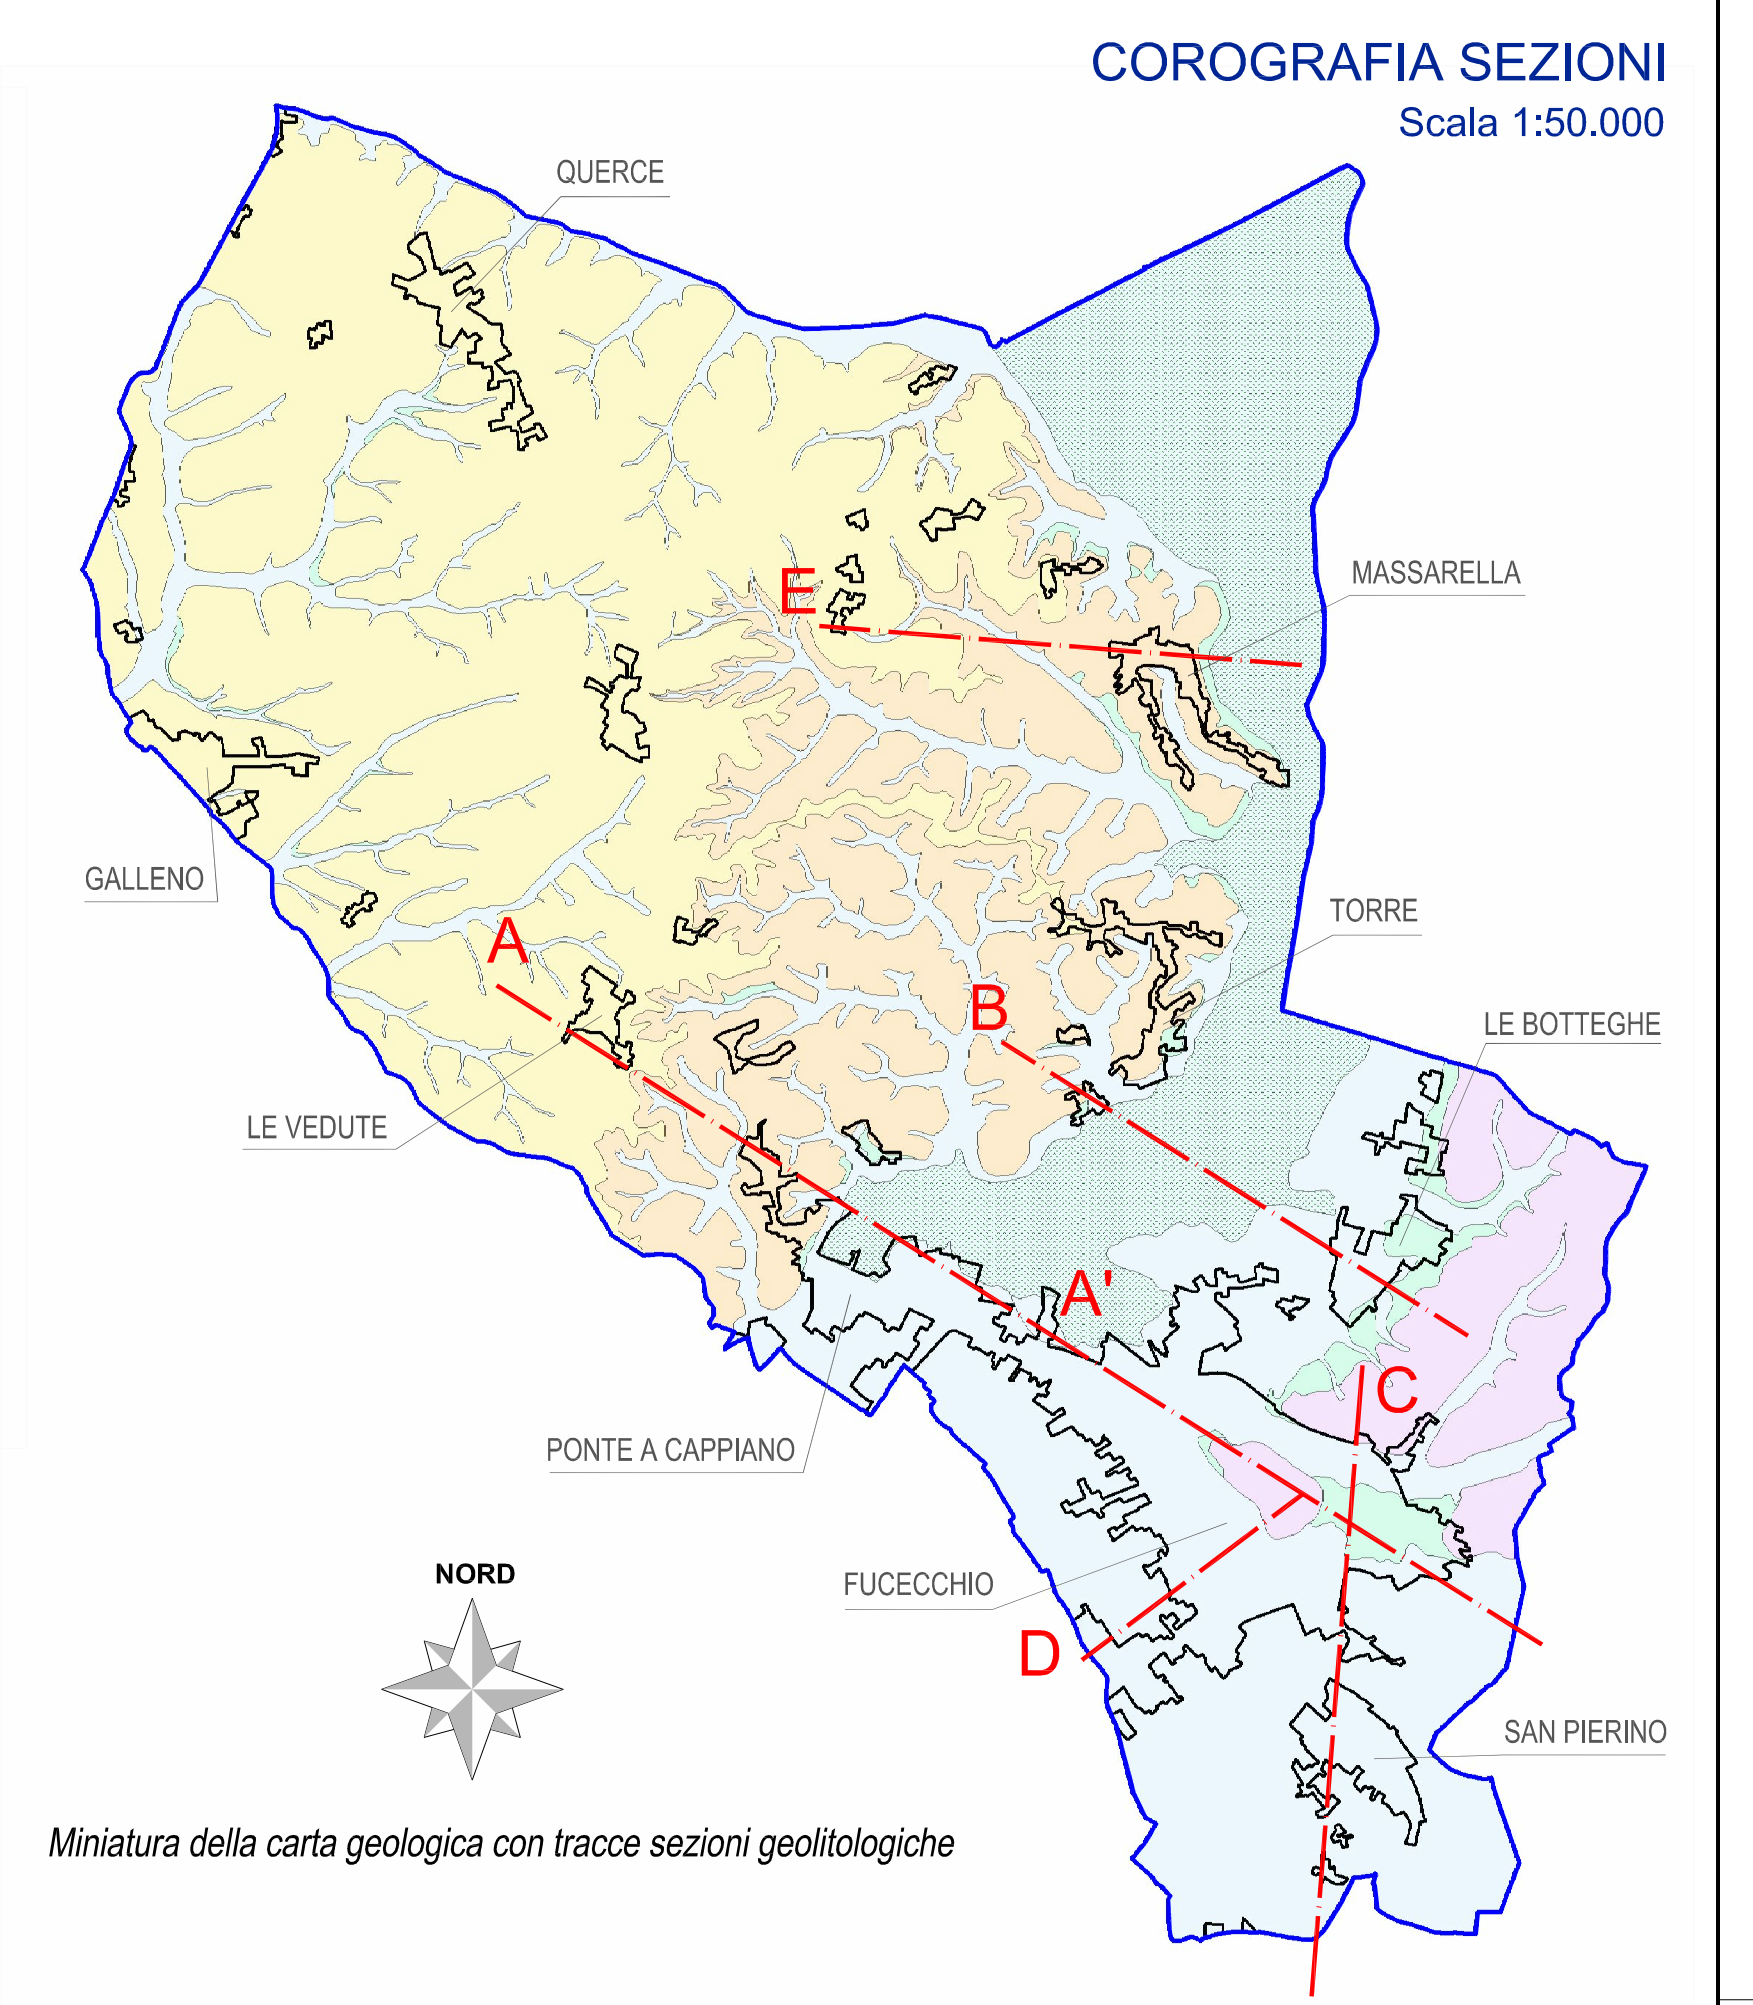 COROGRAFIA SEZIONI
Scala 1:50.000
QUERCE
MASSARELLA
E
GALLENO
TORRE
A
B
LE BOTTEGHE
LE VEDUTE
A'
C
PONTE A CAPPIANO
NORD
FUCECCHIO
D
SAN PIERINO
Miniatura della carta geologica con tracce sezioni geolitologiche